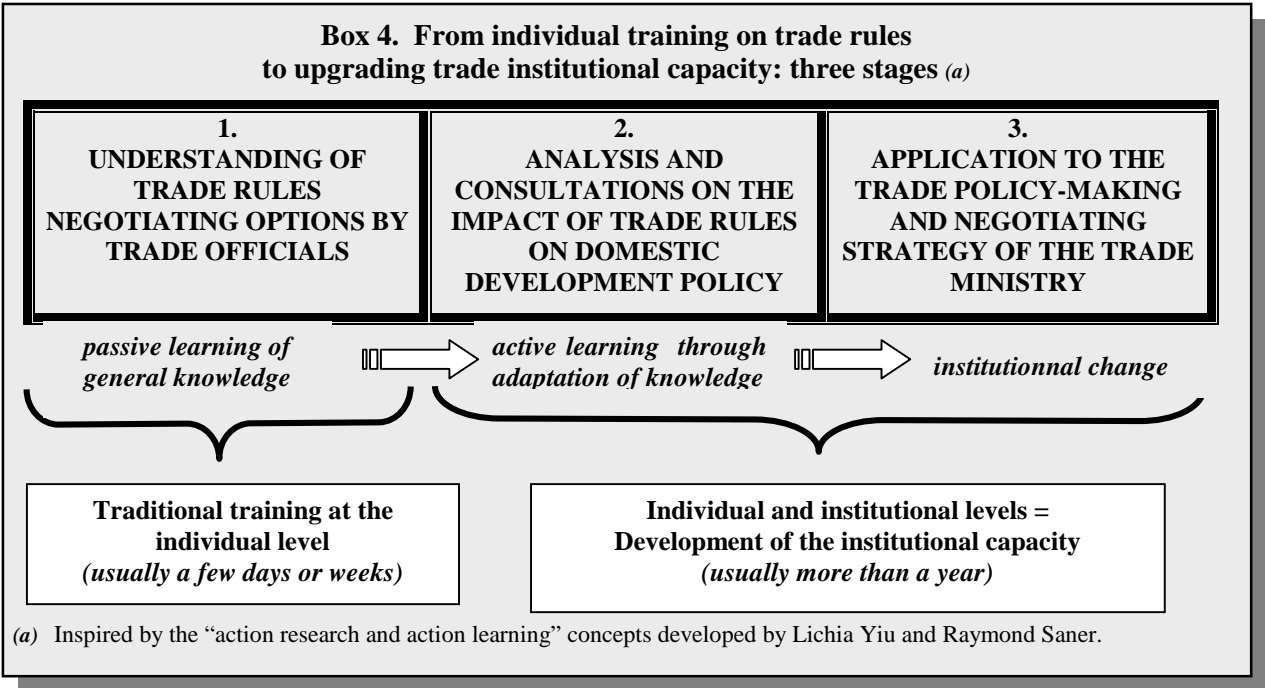 Box 4. From individual training on trade rules
to upgrading trade institutional capacity: three stages (a)
1.
UNDERSTANDING OF
TRADE RULES
NEGOTIATING OPTIONS BY
TRADE OFFICIALS
2.
ANALYSIS AND
CONSULTATIONS ON THE
IMPACT OF TRADE RULES
ON DOMESTIC
DEVELOPMENT POLICY
3.
APPLICATION TO THE
TRADE POLICY-MAKING
AND NEGOTIATING
STRATEGY OF THE TRADE
MINISTRY
passive learning of
general knowledge
active learning through
adaptation of knowledge
institutionnal change
Traditional training at the
individual level
(usually a few days or weeks)
Individual and institutional levels =
Development of the institutional capacity
(usually more than a year)
(a) Inspired by the “action research and action learning” concepts developed by Lichia Yiu and Raymond Saner.